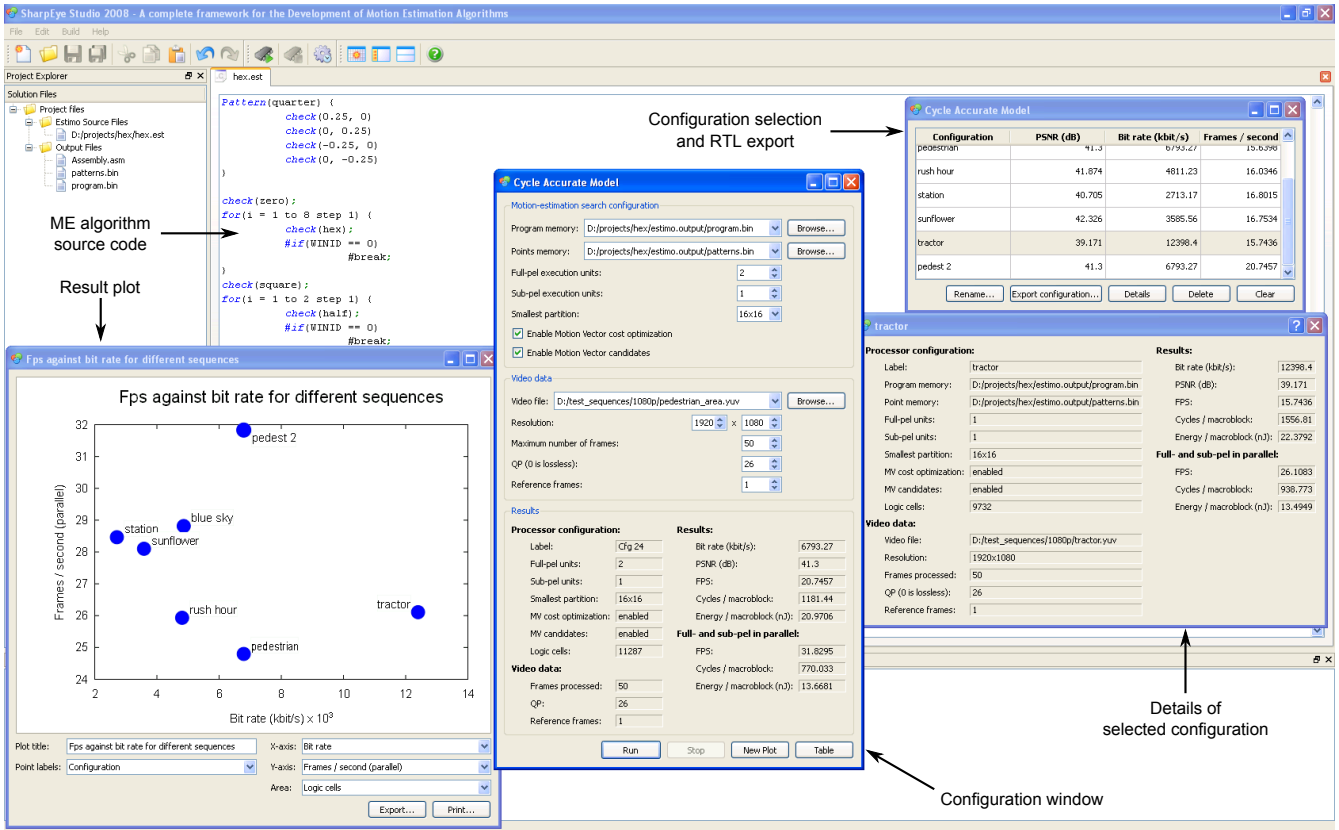 SharpEye Studio 2008 - A complete framework for the Development of Motion Estimation Algorithms
File Edit Build Help
Project Explorer
hex.est
Solution Files
Project files
Estimo Source Files
D:/projects/hex/hex.est
Output Files
Assembly.asm
patterns.bin
program.bin
ME algorithm
source code
Result plot
Pattern(quarter) {
check(0.25, 0)
check(0, 0.25)
check(-0.25, 0)
check(0, -0.25)
}
check(zero);
for(i = 1 to 8 step 1) {
check(hex);
#if(WINID == 0)
#break;
}
check(square);
for(i = 1 to 2 step 1) {
check(half);
#if(WINID == 0)
#break;
Configuration selection
and RTL export
Cycle Accurate Model
Configuration PSNR (dB) Bit rate (kbit/s) Frames / second
pedestrian 41.3 6793.27 15.6398
rush hour 41.874 4811.23 16.0346
station 40.705 2713.17 16.8015
sunflower 42.326 3585.56 16.7534
tractor 39.171 12398.4 15.7436
pedest 2 41.3 6793.27 20.7457
Rename... Export configuration... Details Delete Clear
Cycle Accurate Model
Motion-estimation search configuration
Program memory: D:/projects/hex/estimo.output/program.bin Browse...
Points memory: D:/projects/hex/estimo.output/patterns.bin Browse...
Full-pel execution units: 2
Sub-pel execution units: 1
Smallest partition: 16x16
Enable Motion Vector cost optimization
Enable Motion Vector candidates
Video data
Video file: D:/test_sequences/1080p/pedestrian_area.yuv Browse...
Resolution: 1920 x 1080
Maximum number of frames: 50
QP (0 is lossless): 26
Reference frames: 1
Results
Processor configuration:
Label: Cfg 24
Full-pel units: 2
Sub-pel units: 1
Smallest partition: 16x16
MV cost optimization: enabled
MV candidates: enabled
Logic cells: 11287
Video data:
Frames processed: 50
QP: 26
Reference frames: 1
Results:
Bit rate (kbit/s): 6793.27
PSNR (dB): 41.3
FPS: 20.7457
Cycles / macroblock: 1181.44
Energy / macroblock (nJ): 20.9706
Full- and sub-pel in parallel:
FPS: 31.8295
Cycles / macroblock: 770.033
Energy / macroblock (nJ): 13.6681
Run Stop New Plot Table
Configuration window
tractor
Processor configuration:
Label: tractor
Program memory: D:/projects/hex/estimo.output/program.bin
Point memory: D:/projects/hex/estimo.output/patterns.bin
Full-pel units: 1
Sub-pel units: 1
Smallest partition: 16x16
MV cost optimization: enabled
MV candidates: enabled
Logic cells: 9732
Video data:
Video file: D:/test_sequences/1080p/tractor.yuv
Resolution: 1920x1080
Frames processed: 50
QP (0 is lossless): 26
Reference frames: 1
Results:
Bit rate (kbit/s): 12398.4
PSNR (dB): 39.171
FPS: 15.7436
Cycles / macroblock: 1556.81
Energy / macroblock (nJ): 22.3792
Full- and sub-pel in parallel:
FPS: 26.1083
Cycles / macroblock: 938.773
Energy / macroblock (nJ): 13.4949
Details of
selected configuration
Fps against bit rate for different sequences
Fps against bit rate for different sequences
Frames / second (parallel)
32
31
30
29
28
27
26
25
24
pedest 2
blue sky
station
sunflower
rush hour
tractor
pedestrian
2 4 6 8 10 12 14
Bit rate (kbit/s) x 10³
Plot title: Fps against bit rate for different sequences
X-axis: Bit rate
Point labels: Configuration
Y-axis: Frames / second (parallel)
Area: Logic cells
Export... Print...